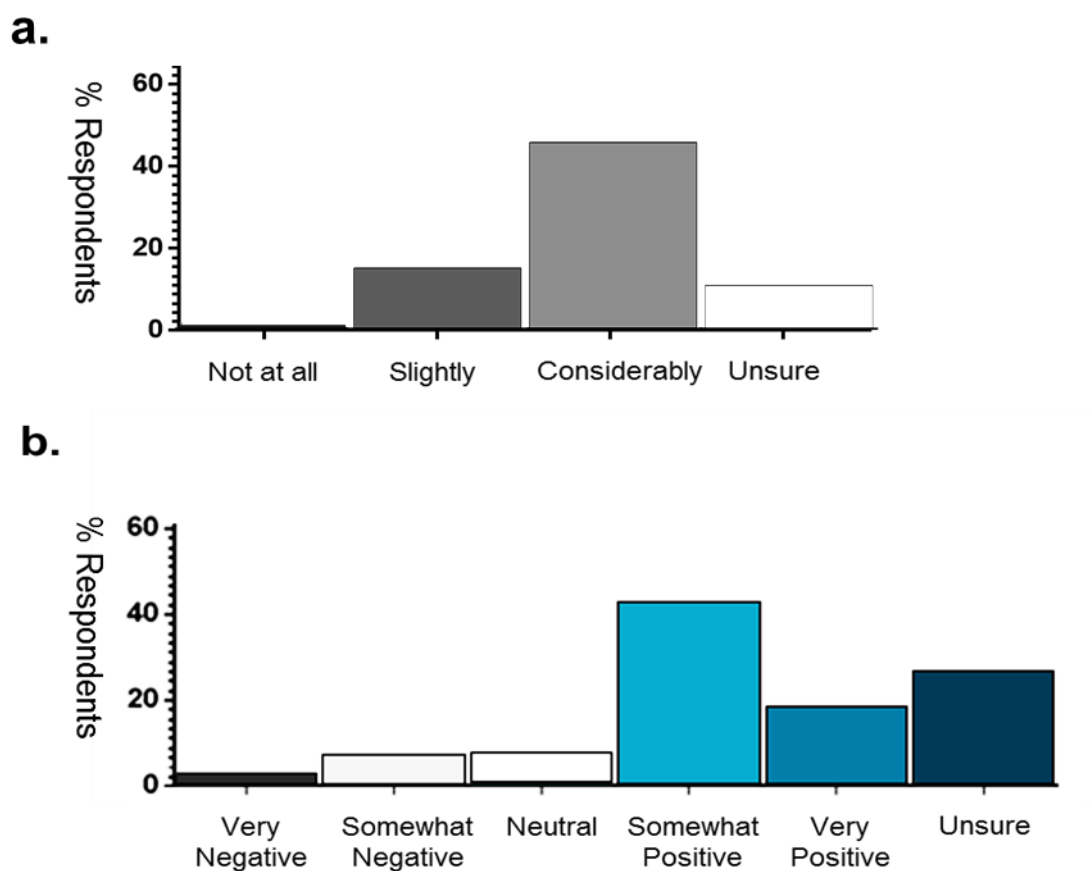 a.
% Respondents
60
40
20
0
Not at all
Slightly
Considerably
Unsure
b.
% Respondents
60
40
20
0
Very
Negative
Somewhat
Negative
Neutral
Somewhat
Positive
Very
Positive
Unsure